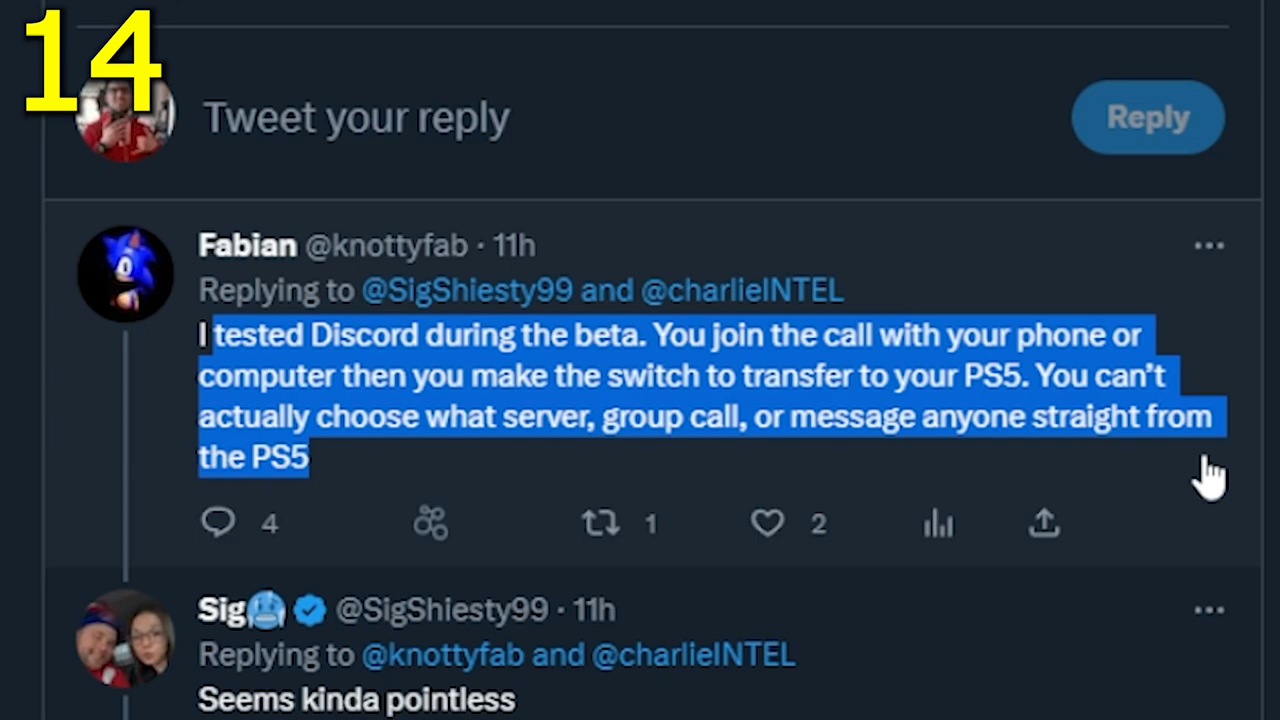 14
Tweet your reply
Reply
Fabian @knottyfab · 11h
Replying to @SigShiesty99 and @charlieINTEL
I tested Discord during the beta. You join the call with your phone or
computer then you make the switch to transfer to your PS5. You can’t
actually choose what server, group call, or message anyone straight from
the PS5
4 1 2
Sig🥶 @SigShiesty99 · 11h
Replying to @knottyfab and @charlieINTEL
Seems kinda pointless